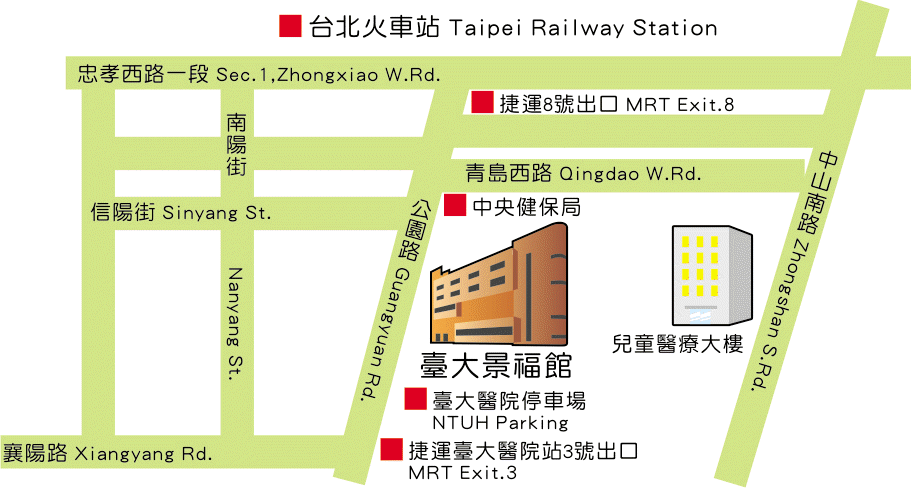 台北火車站 Taipei Railway Station
忠孝西路一段 Sec.1,Zhongxiao W.Rd.
捷運8號出口 MRT Exit.8
南陽街
Nanyang St.
青島西路 Qingdao W.Rd.
中山南路 Zhongshan S.Rd.
信陽街 Sinyang St.
中央健保局
公園路 Guangyuan Rd.
兒童醫療大樓
臺大景福館
臺大醫院停車場
NTUH Parking
襄陽路 Xiangyang Rd.
捷運臺大醫院站3號出口
MRT Exit.3